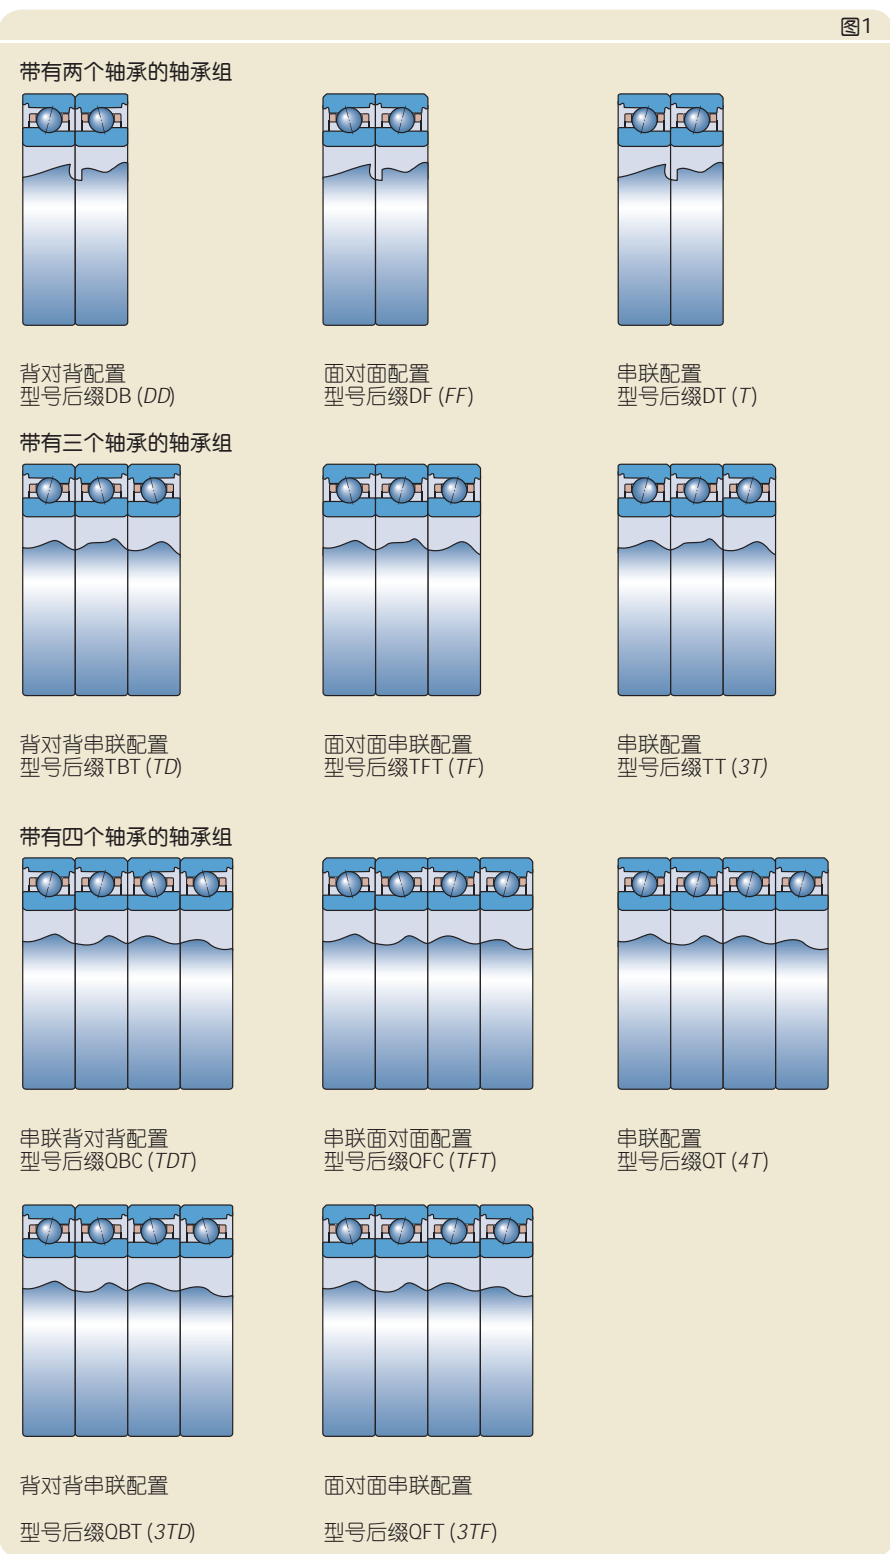 图1
带有两个轴承的轴承组
背对背配置
型号后缀DB (DD)
面对面配置
型号后缀DF (FF)
串联配置
型号后缀DT (T)
带有三个轴承的轴承组
背对背串联配置
型号后缀TBT (TD)
面对面串联配置
型号后缀TFT (TF)
串联配置
型号后缀TT (3T)
带有四个轴承的轴承组
串联背对背配置
型号后缀QBC (TDT)
串联面对面配置
型号后缀QFC (TFT)
串联配置
型号后缀QT (4T)
背对背串联配置
型号后缀QBT (3TD)
面对面串联配置
型号后缀QFT (3TF)